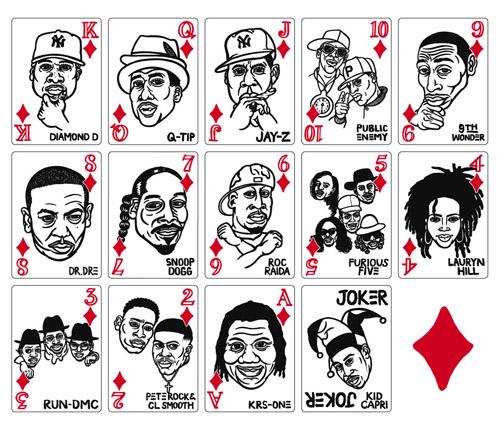 K
DIAMOND D
K
Q
Q-TIP
Q
J
JAY-Z
J
10
PUBLIC
ENEMY
10
9
9TH
WONDER
9
8
DR. DRE
8
7
SNOOP
DOGG
7
6
ROC
RAIDA
6
5
FURIOUS
FIVE
5
4
LAURYN
HILL
4
3
RUN-DMC
3
2
PETE ROCK &
CL SMOOTH
2
A
KRS-ONE
A
JOKER
KID
CAPRI
JOKER